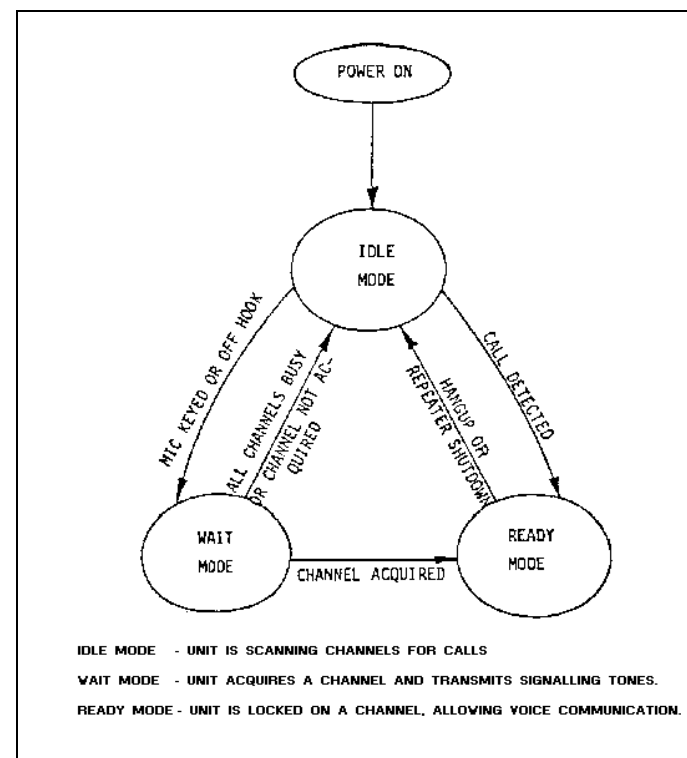 POWER ON
IDLE
MODE
MIC KEYED OR OFF HOOK
ALL CHANNELS BUSY
OR CHANNEL NOT AC-
QUIRED
HANGUP OR
REPEATER SHUTDOWN
CALL DETECTED
WAIT
MODE
CHANNEL ACQUIRED
READY
MODE
IDLE MODE - UNIT IS SCANNING CHANNELS FOR CALLS
WAIT MODE - UNIT ACQUIRES A CHANNEL AND TRANSMITS SIGNALLING TONES.
READY MODE - UNIT IS LOCKED ON A CHANNEL, ALLOWING VOICE COMMUNICATION.